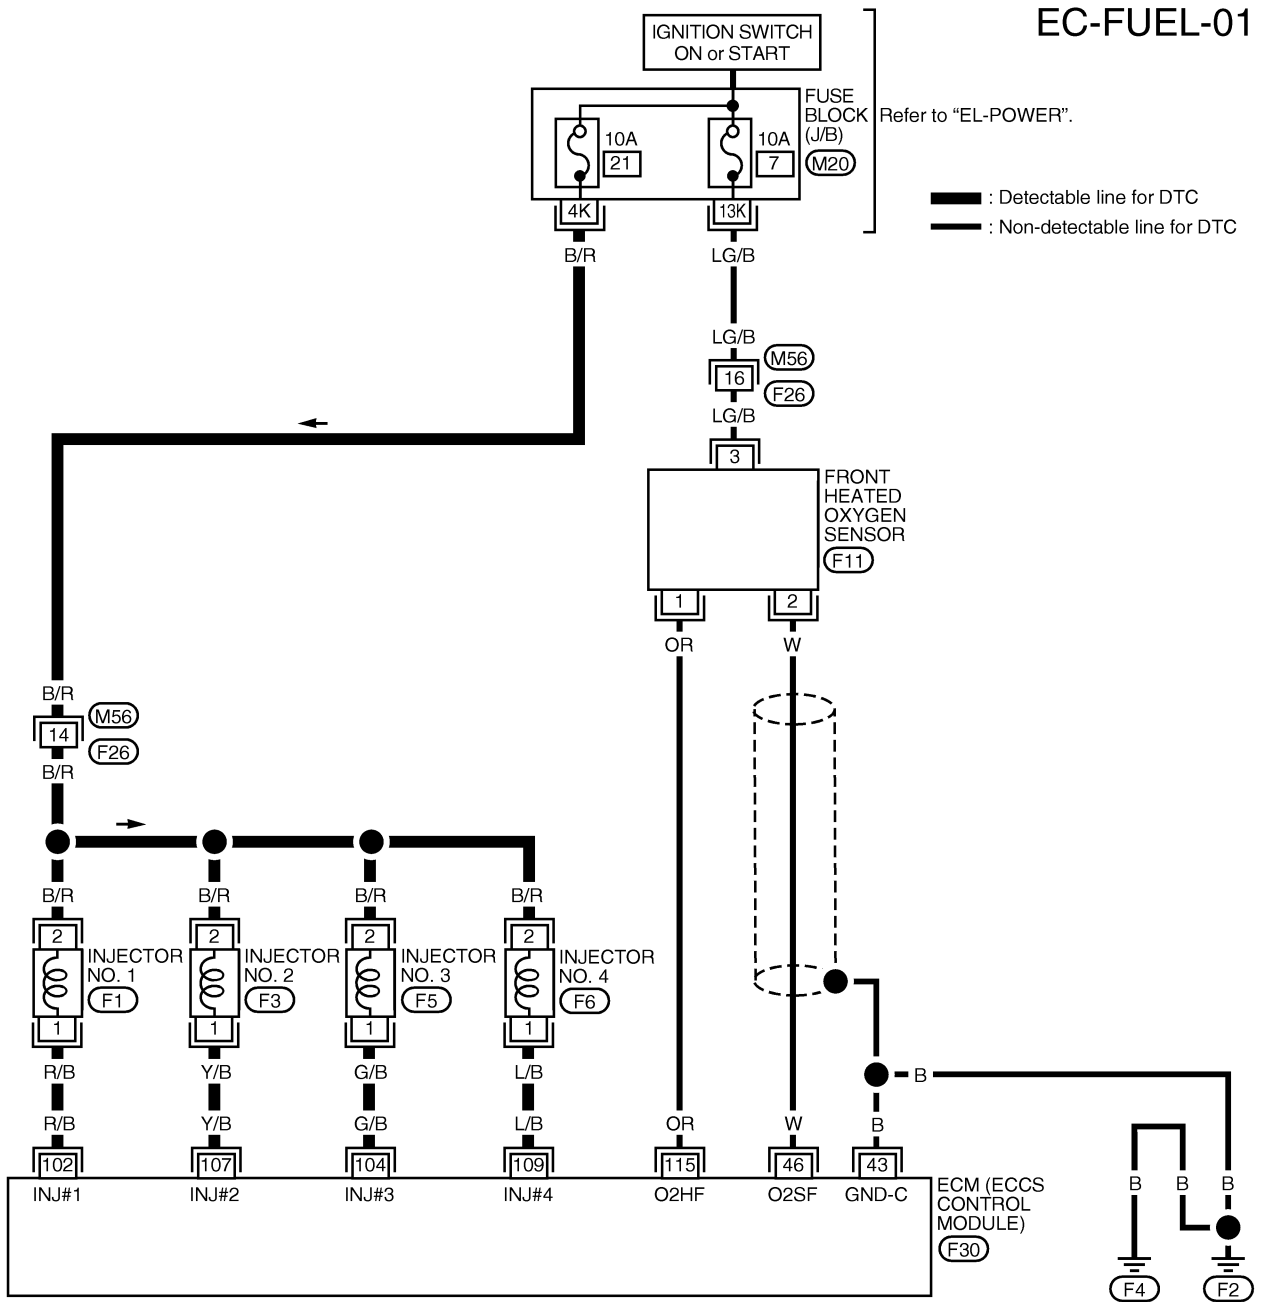 EC-FUEL-01
IGNITION SWITCH
ON or START
FUSE
BLOCK
(J/B)
M20
Refer to “EL-POWER”.
10A
21
10A
7
: Detectable line for DTC
: Non-detectable line for DTC
4K
13K
B/R
LG/B
LG/B
16
M56
F26
LG/B
3
FRONT
HEATED
OXYGEN
SENSOR
F11
1
2
OR
W
B/R
14
M56
F26
B/R
B/R
B/R
B/R
B/R
2
2
2
2
INJECTOR
NO. 1
F1
INJECTOR
NO. 2
F3
INJECTOR
NO. 3
F5
INJECTOR
NO. 4
F6
1
1
1
1
R/B
Y/B
G/B
L/B
B
R/B
Y/B
G/B
L/B
OR
W
B
102
107
104
109
115
46
43
INJ#1
INJ#2
INJ#3
INJ#4
O2HF
O2SF
GND-C
ECM (ECCS
CONTROL
MODULE)
F30
B
B
B
F4
F2